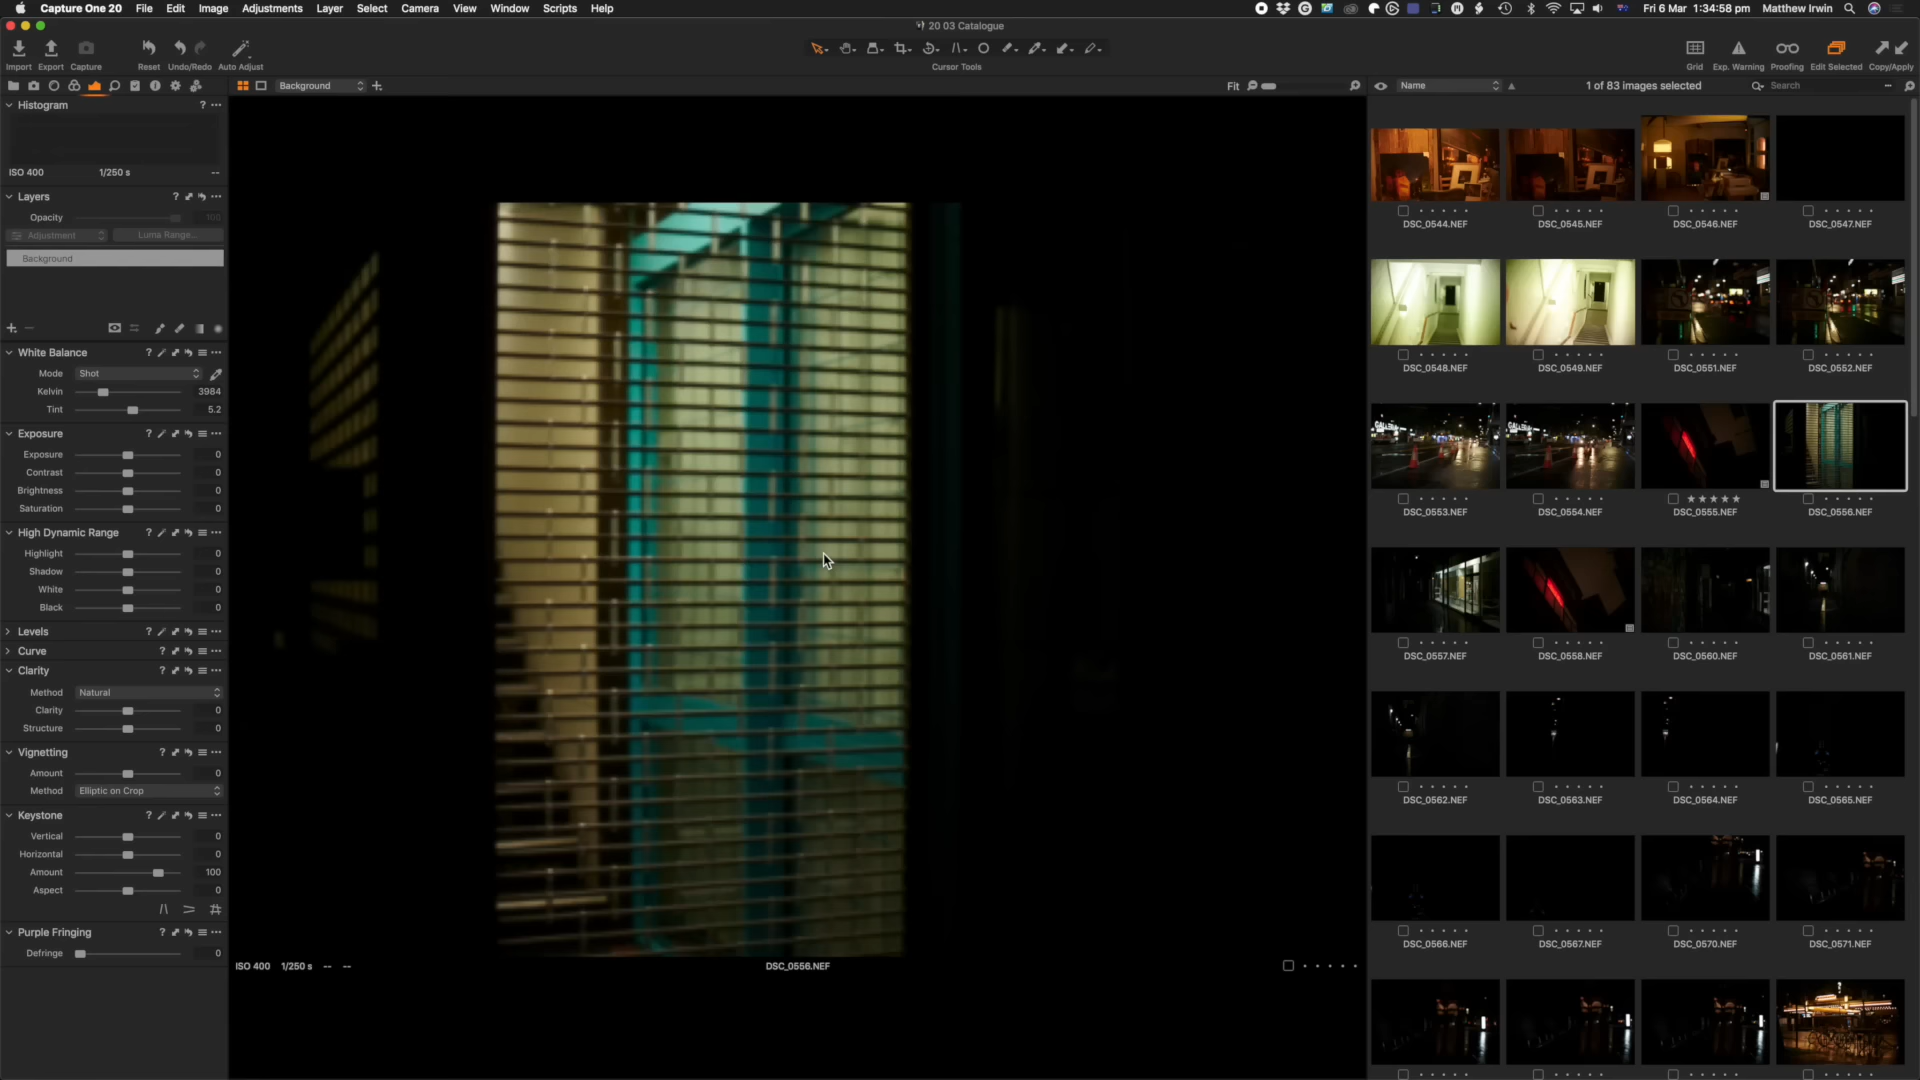 Capture One 20 File Edit Image Adjustments Layer Select Camera View Window Scripts Help Fri 6 Mar 1:34:58 pm Matthew Irwin
20 03 Catalogue
Import Export Capture Reset Undo/Redo Auto Adjust Cursor Tools Grid Exp. Warning Proofing Edit Selected Copy/Apply
Background Fit Name 1 of 83 images selected Search
Histogram
ISO 400 1/250 s --
Layers
Opacity 100
Adjustment Luma Range...
Background
White Balance
Mode Shot
Kelvin 3984
Tint 5.2
Exposure
Exposure 0
Contrast 0
Brightness 0
Saturation 0
High Dynamic Range
Highlight 0
Shadow 0
White 0
Black 0
Levels
Curve
Clarity
Method Natural
Clarity 0
Structure 0
Vignetting
Amount 0
Method Elliptic on Crop
Keystone
Vertical 0
Horizontal 0
Amount 100
Aspect 0
Purple Fringing
Defringe 0
ISO 400 1/250 s -- --
DSC_0556.NEF
DSC_0544.NEF DSC_0545.NEF DSC_0546.NEF DSC_0547.NEF
DSC_0548.NEF DSC_0549.NEF DSC_0551.NEF DSC_0552.NEF
DSC_0553.NEF DSC_0554.NEF DSC_0555.NEF DSC_0556.NEF
DSC_0557.NEF DSC_0558.NEF DSC_0560.NEF DSC_0561.NEF
DSC_0562.NEF DSC_0563.NEF DSC_0564.NEF DSC_0565.NEF
DSC_0566.NEF DSC_0567.NEF DSC_0570.NEF DSC_0571.NEF